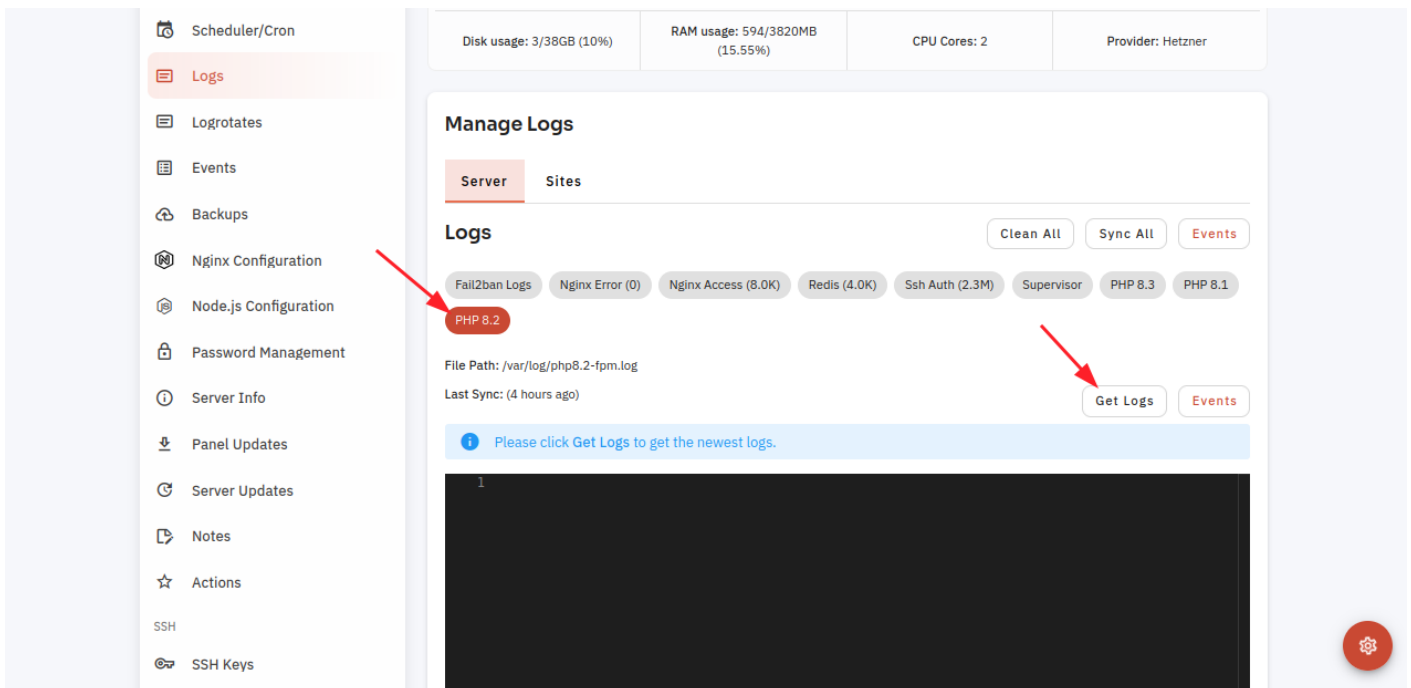 Scheduler/Cron
Logs
Logrotates
Events
Backups
Nginx Configuration
Node.js Configuration
Password Management
Server Info
Panel Updates
Server Updates
Notes
Actions
SSH
SSH Keys
Disk usage: 3/38GB (10%)
RAM usage: 594/3820MB
(15.55%)
CPU Cores: 2
Provider: Hetzner
Manage Logs
Server Sites
Logs
Clean All Sync All Events
Fail2ban Logs Nginx Error (0) Nginx Access (8.0K) Redis (4.0K) Ssh Auth (2.3M) Supervisor PHP 8.3 PHP 8.1
PHP 8.2
File Path: /var/log/php8.2-fpm.log
Last Sync: (4 hours ago)
Get Logs Events
Please click Get Logs to get the newest logs.
1